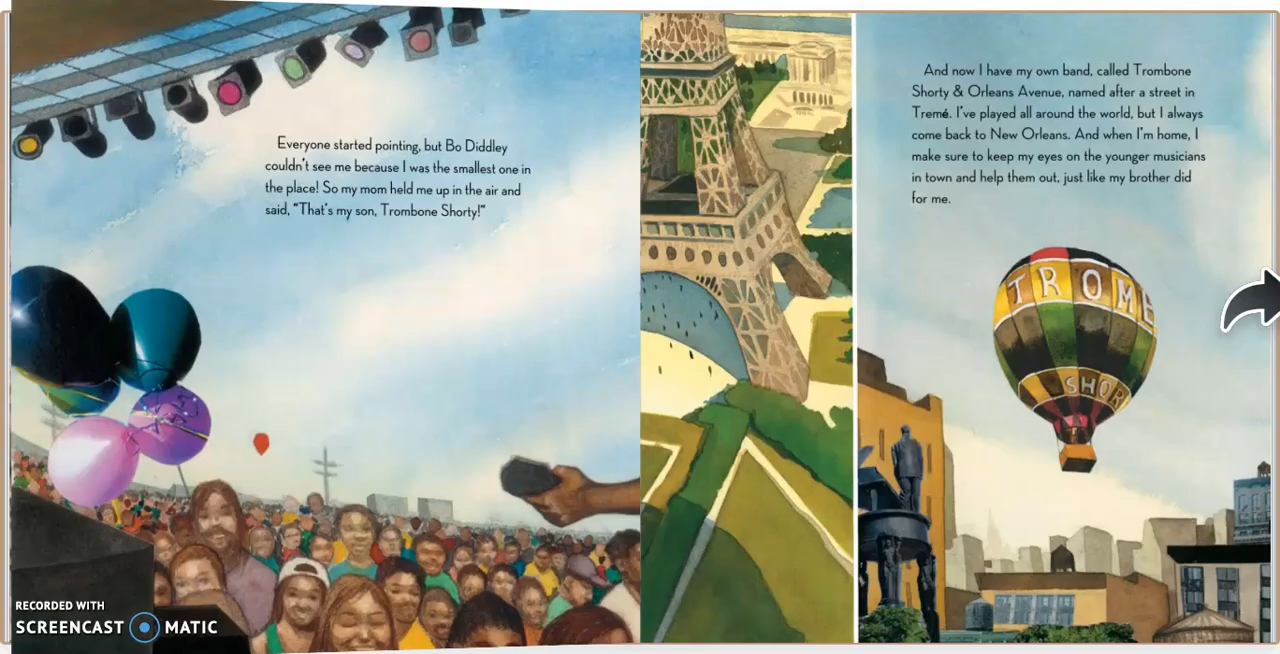 Everyone started pointing, but Bo Diddley
couldn't see me because I was the smallest one in
the place! So my mom held me up in the air and
said, "That's my son, Trombone Shorty!"
And now I have my own band, called Trombone
Shorty & Orleans Avenue, named after a street in
Tremé. I've played all around the world, but I always
come back to New Orleans. And when I'm home, I
make sure to keep my eyes on the younger musicians
in town and help them out, just like my brother did
for me.
TROME
SHOR
RECORDED WITH
SCREENCAST MATIC